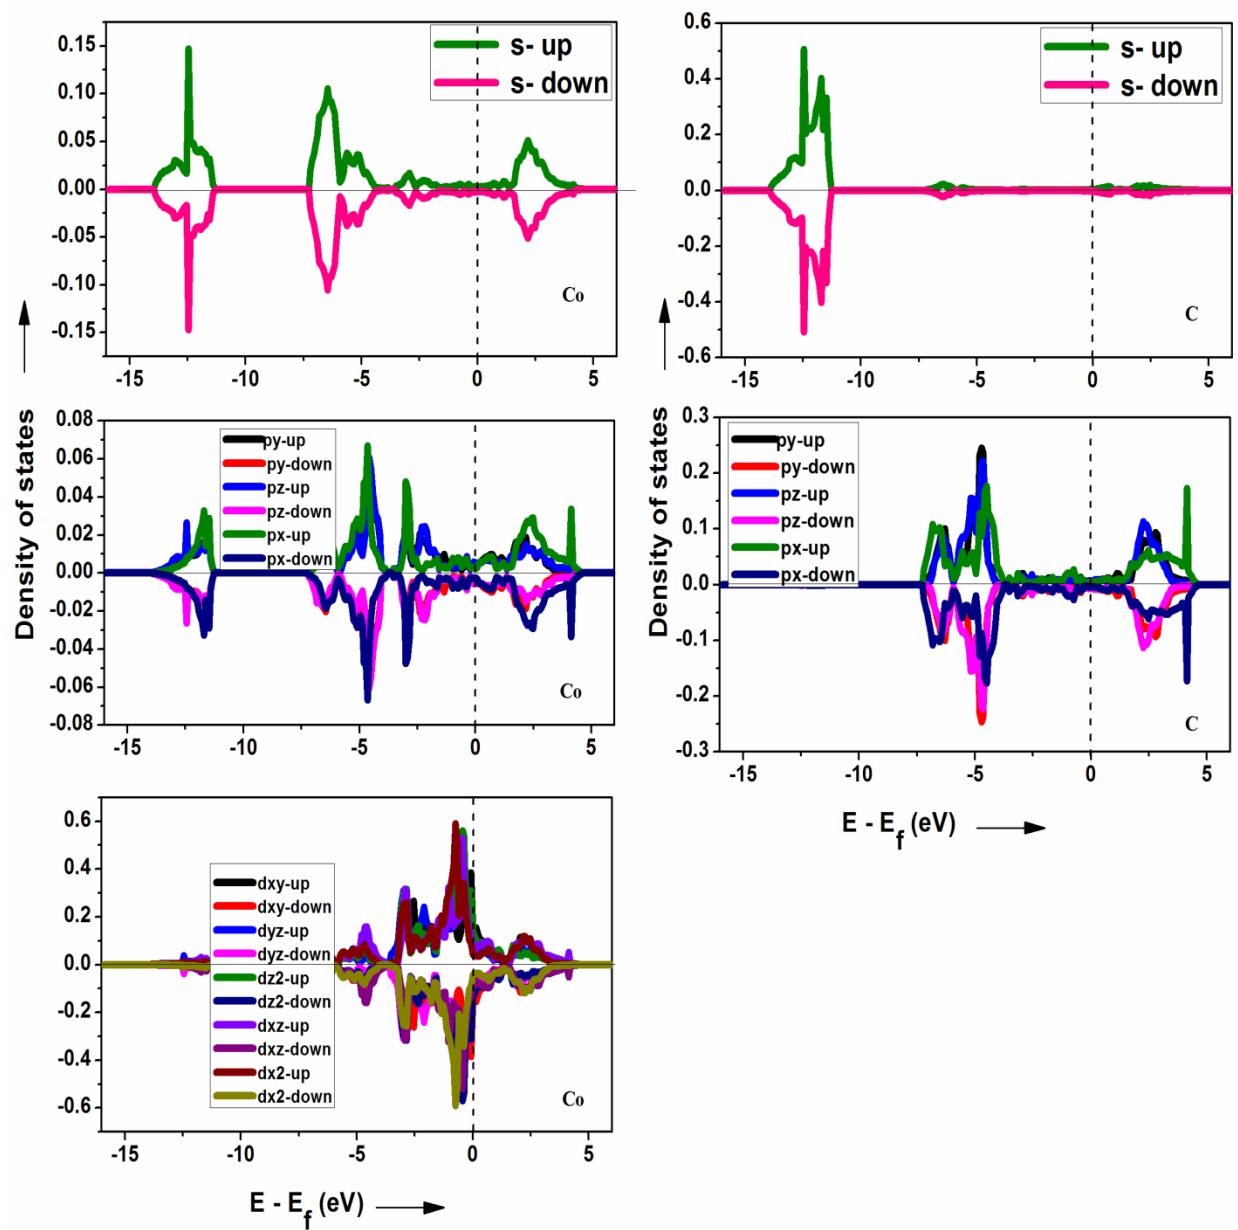 s- up
s- down
0.15
0.10
0.05
0.00
-0.05
-0.10
-0.15
Co
-15 -10 -5 0 5
s- up
s- down
0.6
0.4
0.2
0.0
-0.2
-0.4
-0.6
C
-15 -10 -5 0 5
Density of states
0.08
0.06
0.04
0.02
0.00
-0.02
-0.04
-0.06
-0.08
py-up
py-down
pz-up
pz-down
px-up
px-down
Co
-15 -10 -5 0 5
Density of states
0.3
0.2
0.1
0.0
-0.1
-0.2
-0.3
py-up
py-down
pz-up
pz-down
px-up
px-down
C
-15 -10 -5 0 5
E - Ef (eV)
0.6
0.4
0.2
0.0
-0.2
-0.4
-0.6
dxy-up
dxy-down
dyz-up
dyz-down
dz2-up
dz2-down
dxz-up
dxz-down
dx2-up
dx2-down
Co
-15 -10 -5 0 5
E - Ef (eV)